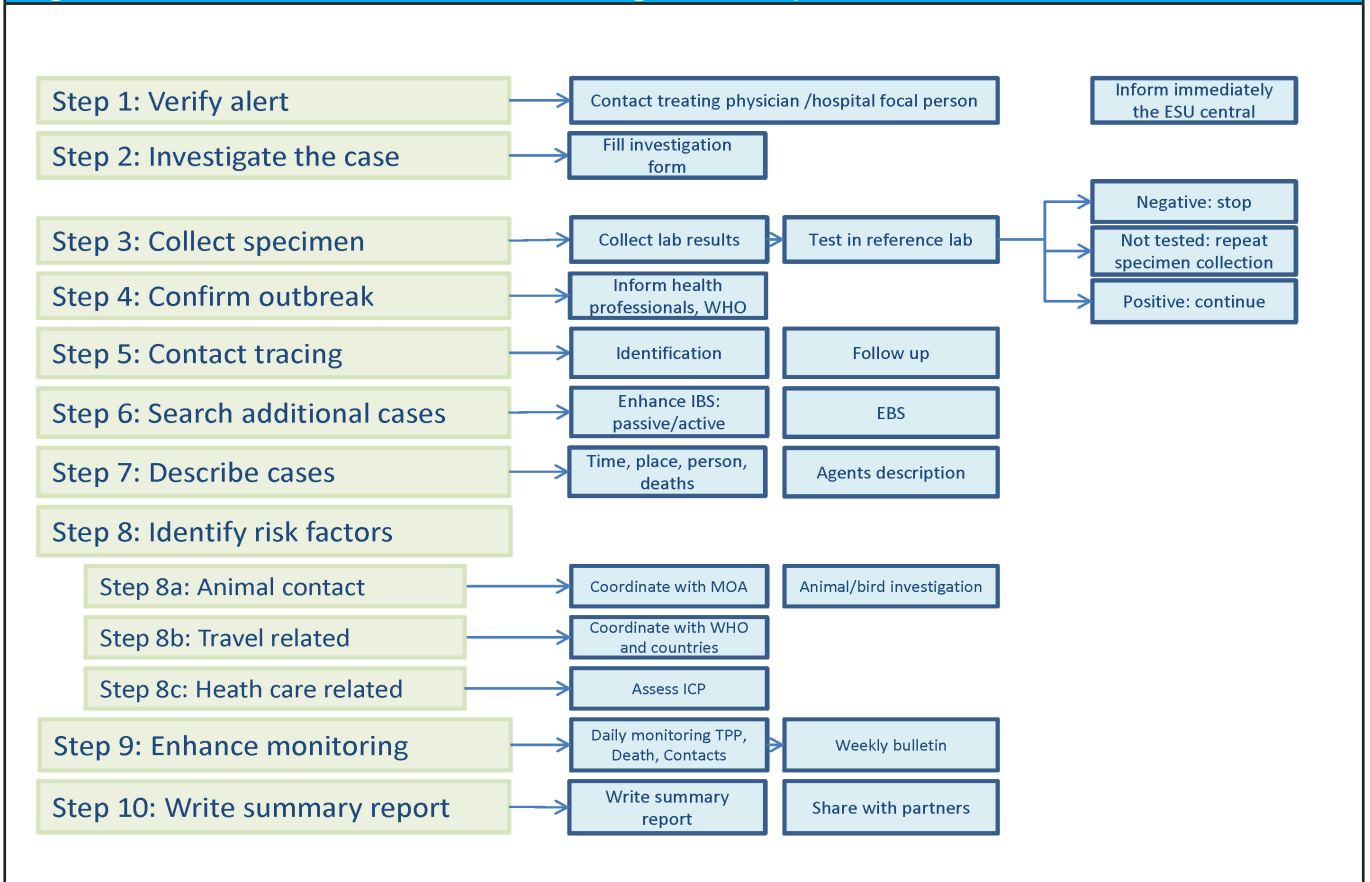 Step 1: Verify alert
Contact treating physician /hospital focal person
Inform immediately
the ESU central
Step 2: Investigate the case
Fill investigation
form
Step 3: Collect specimen
Collect lab results
Test in reference lab
Negative: stop
Not tested: repeat
specimen collection
Positive: continue
Step 4: Confirm outbreak
Inform health
professionals, WHO
Step 5: Contact tracing
Identification
Follow up
Step 6: Search additional cases
Enhance IBS:
passive/active
EBS
Step 7: Describe cases
Time, place, person,
deaths
Agents description
Step 8: Identify risk factors
Step 8a: Animal contact
Coordinate with MOA
Animal/bird investigation
Step 8b: Travel related
Coordinate with WHO
and countries
Step 8c: Heath care related
Assess ICP
Step 9: Enhance monitoring
Daily monitoring TPP,
Death, Contacts
Weekly bulletin
Step 10: Write summary report
Write summary
report
Share with partners